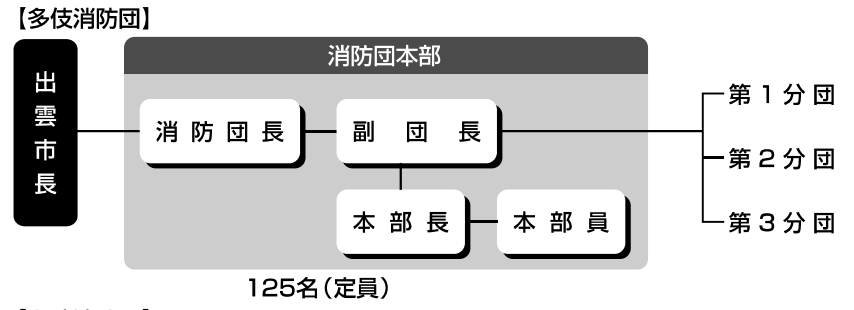 【多伎消防団】
消防団本部
出雲市長
消防団長
副団長
本部長
本部員
第1分団
第2分団
第3分団
125名（定員）